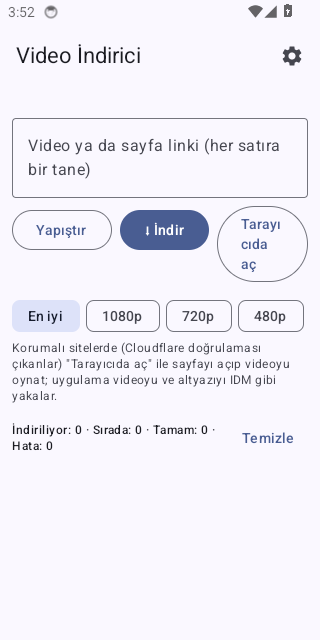 3:52
Video İndirici
Video ya da sayfa linki (her satıra
bir tane)
Yapıştır
⭳ İndir
Tarayı
cıda
aç
En iyi
1080p
720p
480p
Korumalı sitelerde (Cloudflare doğrulaması
çıkanlar) "Tarayıcıda aç" ile sayfayı açıp videoyu
oynat; uygulama videoyu ve altyazıyı IDM gibi
yakalar.
İndiriliyor: 0 · Sırada: 0 · Tamam: 0 ·
Hata: 0
Temizle